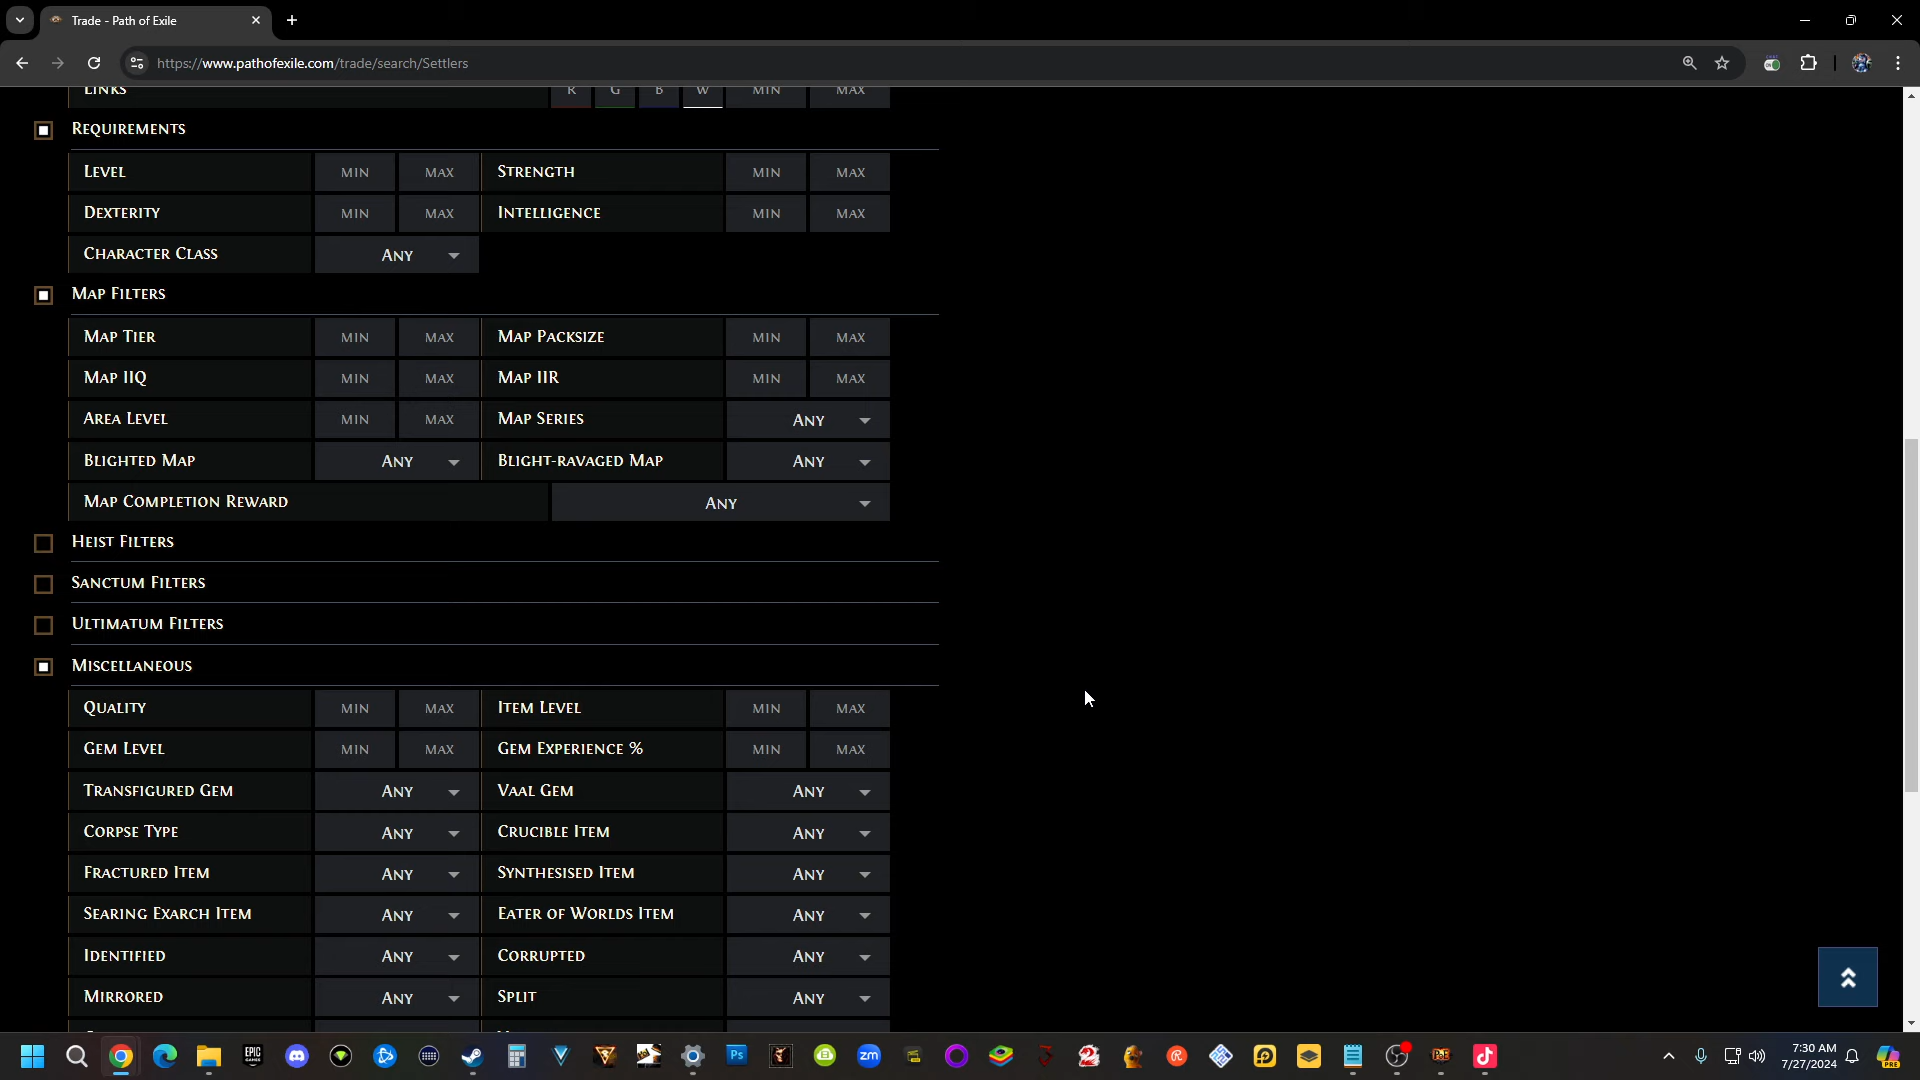 Trade - Path of Exile
https://www.pathofexile.com/trade/search/Settlers
Links R G B W MIN MAX
Requirements
Level MIN MAX Strength MIN MAX
Dexterity MIN MAX Intelligence MIN MAX
Character Class Any
Map Filters
Map Tier MIN MAX Map Packsize MIN MAX
Map IIQ MIN MAX Map IIR MIN MAX
Area Level MIN MAX Map Series Any
Blighted Map Any Blight-ravaged Map Any
Map Completion Reward Any
Heist Filters
Sanctum Filters
Ultimatum Filters
Miscellaneous
Quality MIN MAX Item Level MIN MAX
Gem Level MIN MAX Gem Experience % MIN MAX
Transfigured Gem Any Vaal Gem Any
Corpse Type Any Crucible Item Any
Fractured Item Any Synthesised Item Any
Searing Exarch Item Any Eater of Worlds Item Any
Identified Any Corrupted Any
Mirrored Any Split Any
EPIC GAMES
Ps
zm
7:30 AM
7/27/2024
PRE